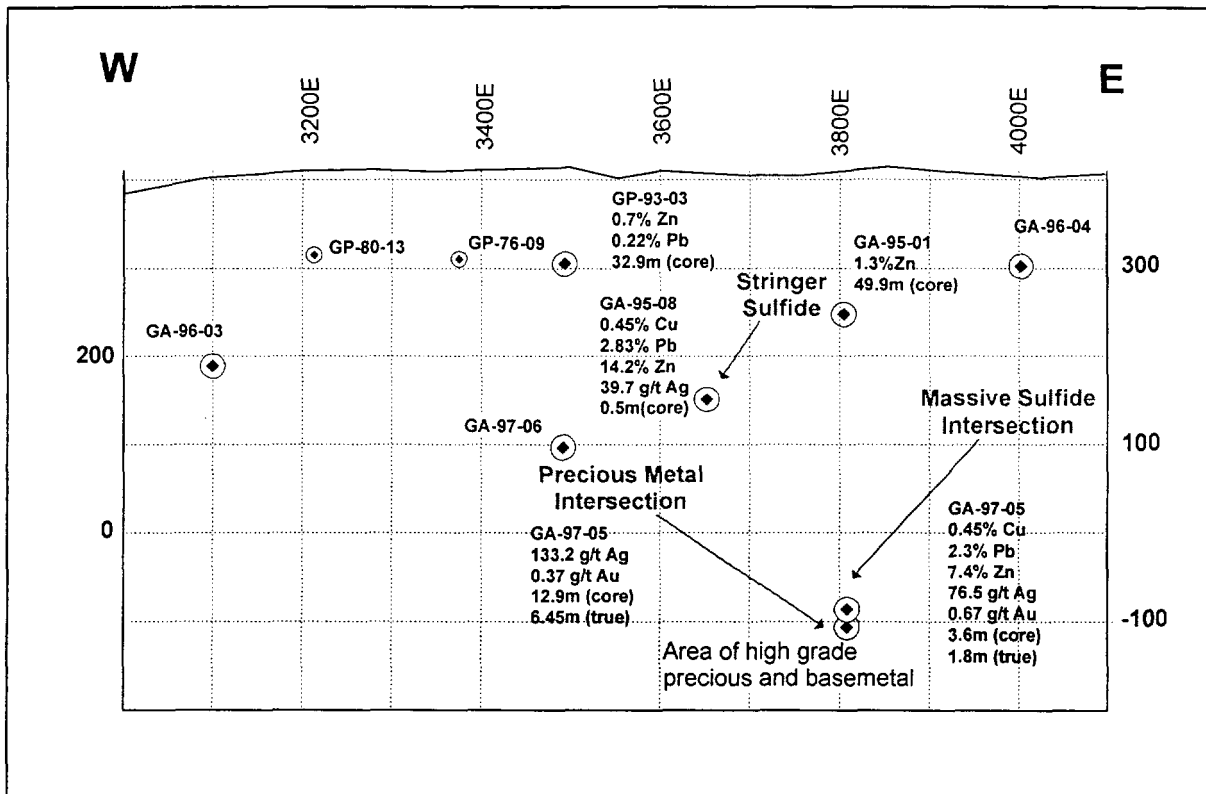 W
E
3200E
3400E
3600E
3800E
4000E
GP-80-13
GP-76-09
GP-93-03
0.7% Zn
0.22% Pb
32.9m (core)
GA-95-01
1.3%Zn
49.9m (core)
GA-96-04
300
Stringer
Sulfide
GA-96-03
200
GA-95-08
0.45% Cu
2.83% Pb
14.2% Zn
39.7 g/t Ag
0.5m(core)
Massive Sulfide
Intersection
GA-97-06
100
Precious Metal
Intersection
0
GA-97-05
133.2 g/t Ag
0.37 g/t Au
12.9m (core)
6.45m (true)
GA-97-05
0.45% Cu
2.3% Pb
7.4% Zn
76.5 g/t Ag
0.67 g/t Au
3.6m (core)
1.8m (true)
-100
Area of high grade
precious and basemetal